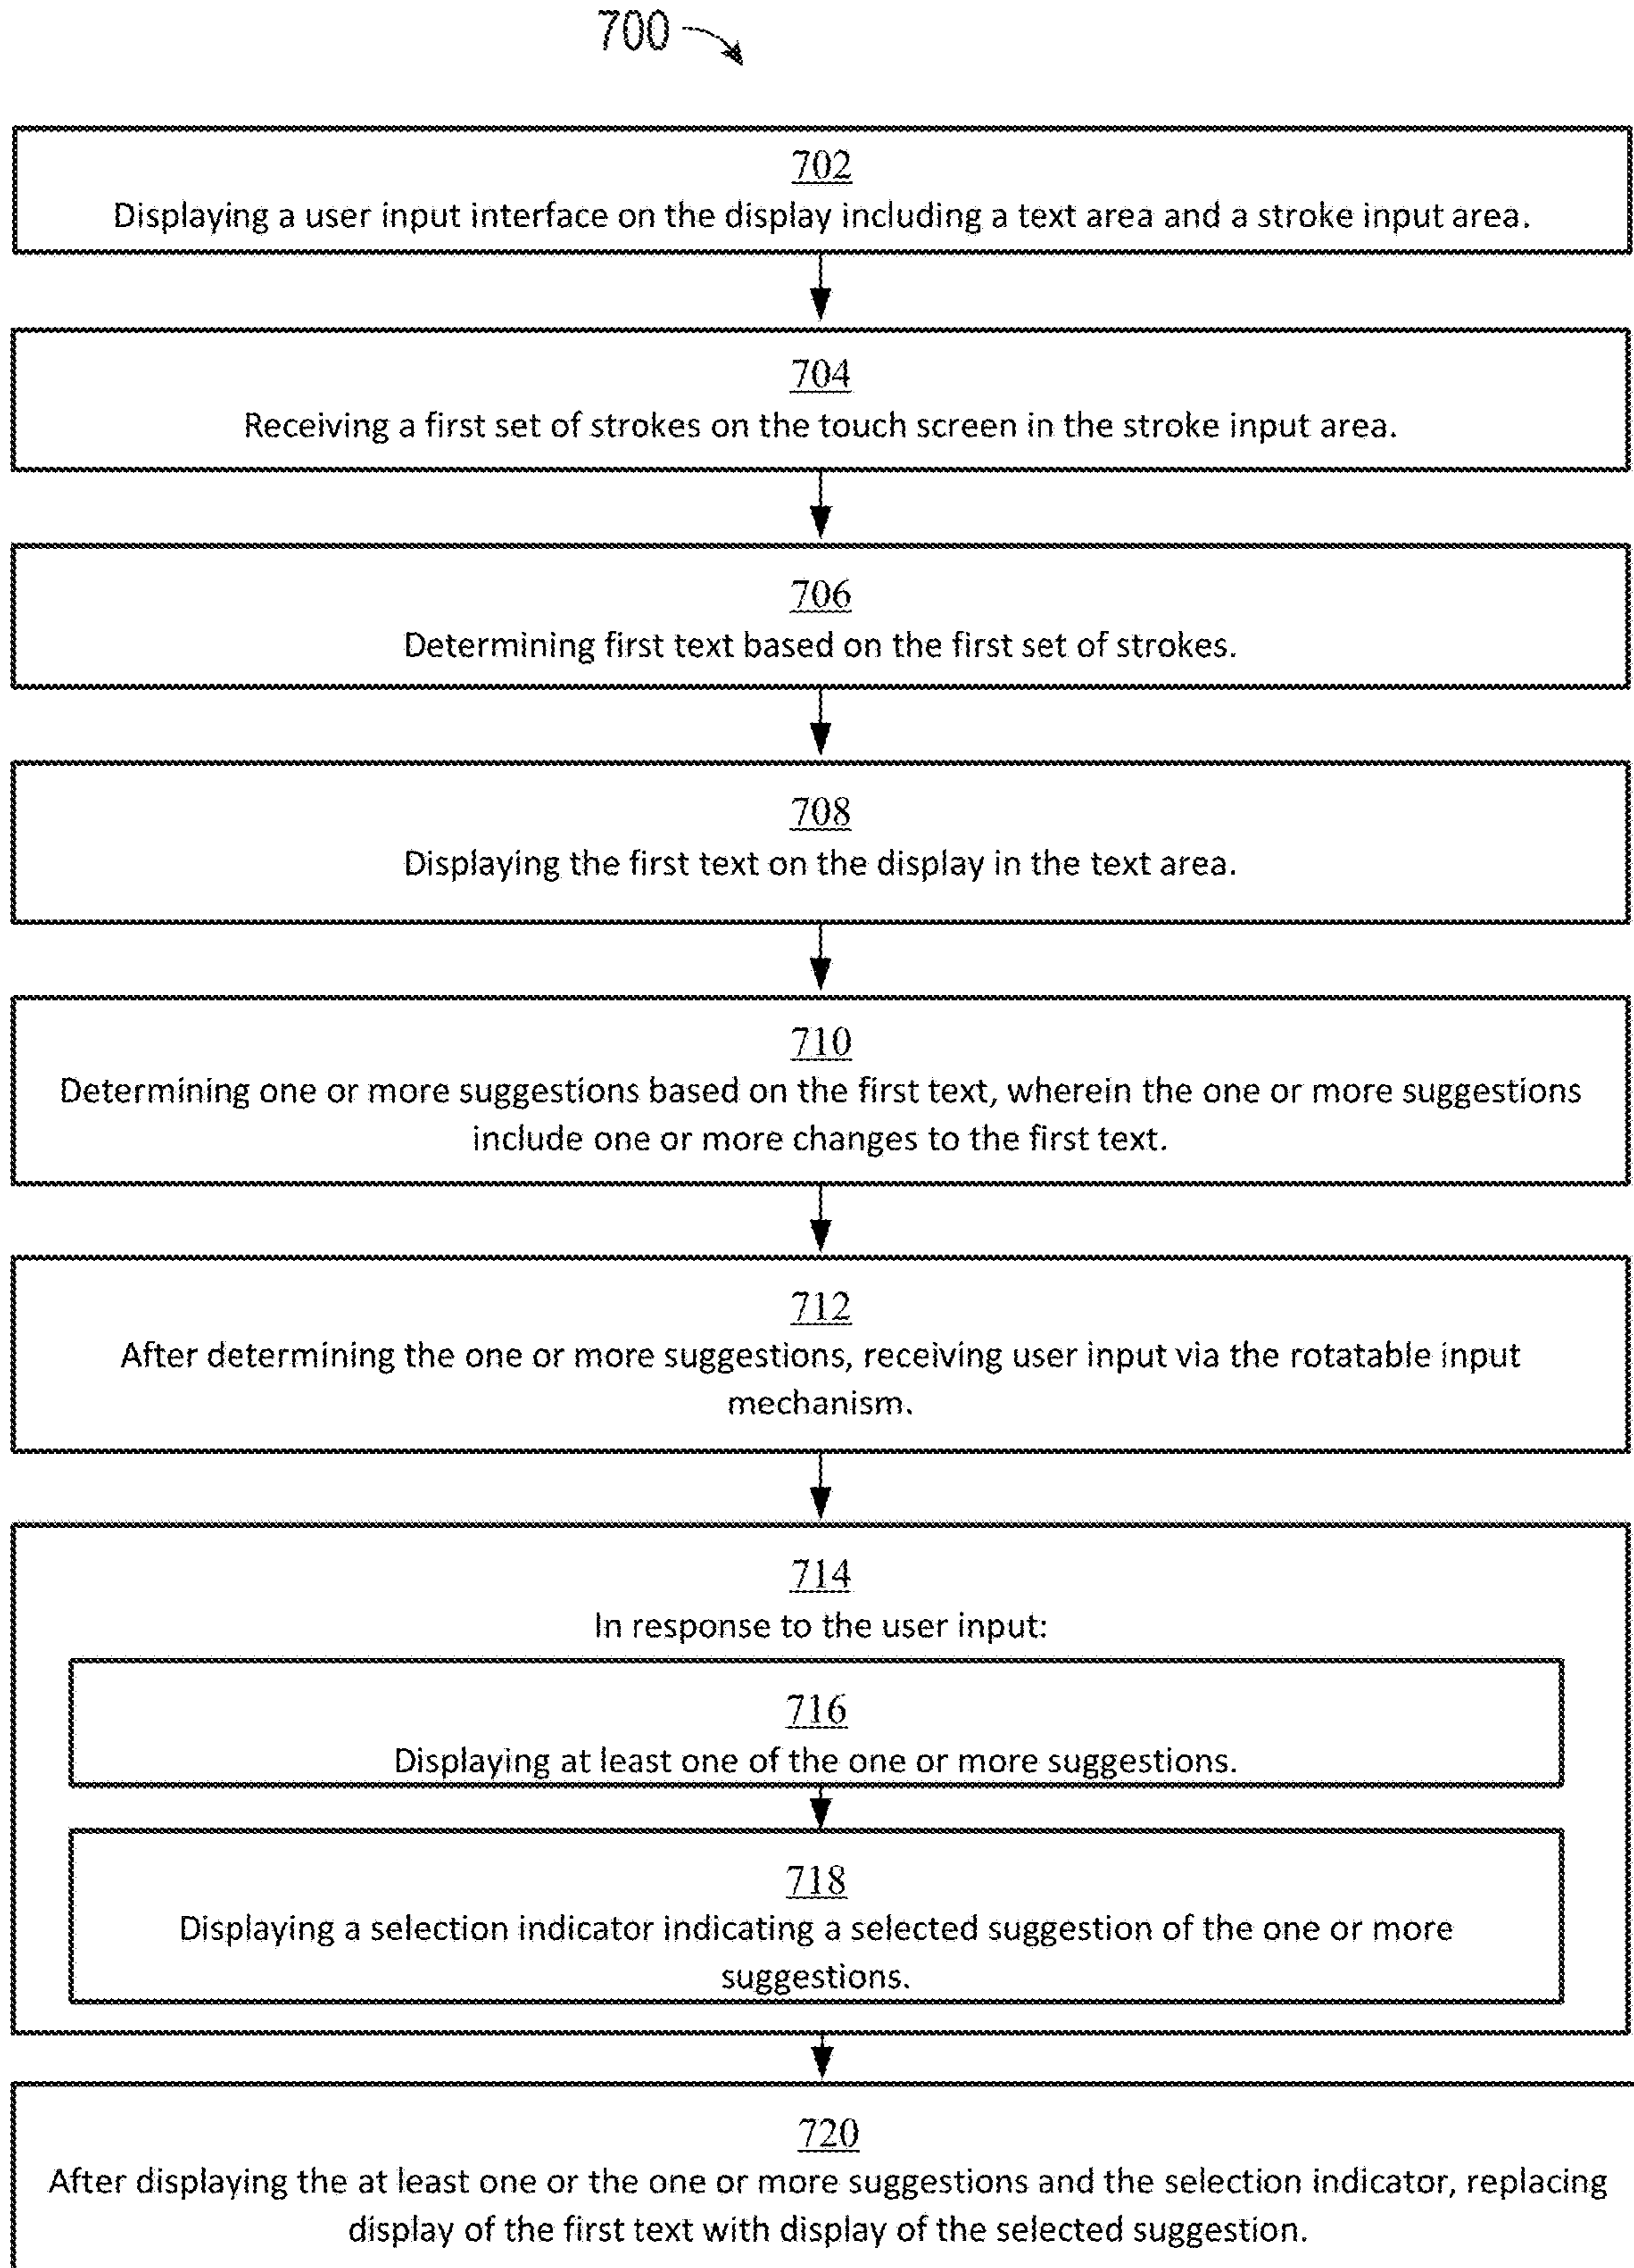 700
702
Displaying a user input interface on the display including a text area and a stroke input area.
704
Receiving a first set of strokes on the touch screen in the stroke input area.
706
Determining first text based on the first set of strokes.
708
Displaying the first text on the display in the text area.
710
Determining one or more suggestions based on the first text, wherein the one or more suggestions
include one or more changes to the first text.
712
After determining the one or more suggestions, receiving user input via the rotatable input
mechanism.
714
In response to the user input:
716
Displaying at least one of the one or more suggestions.
718
Displaying a selection indicator indicating a selected suggestion of the one or more
suggestions.
720
After displaying the at least one or the one or more suggestions and the selection indicator, replacing
display of the first text with display of the selected suggestion.